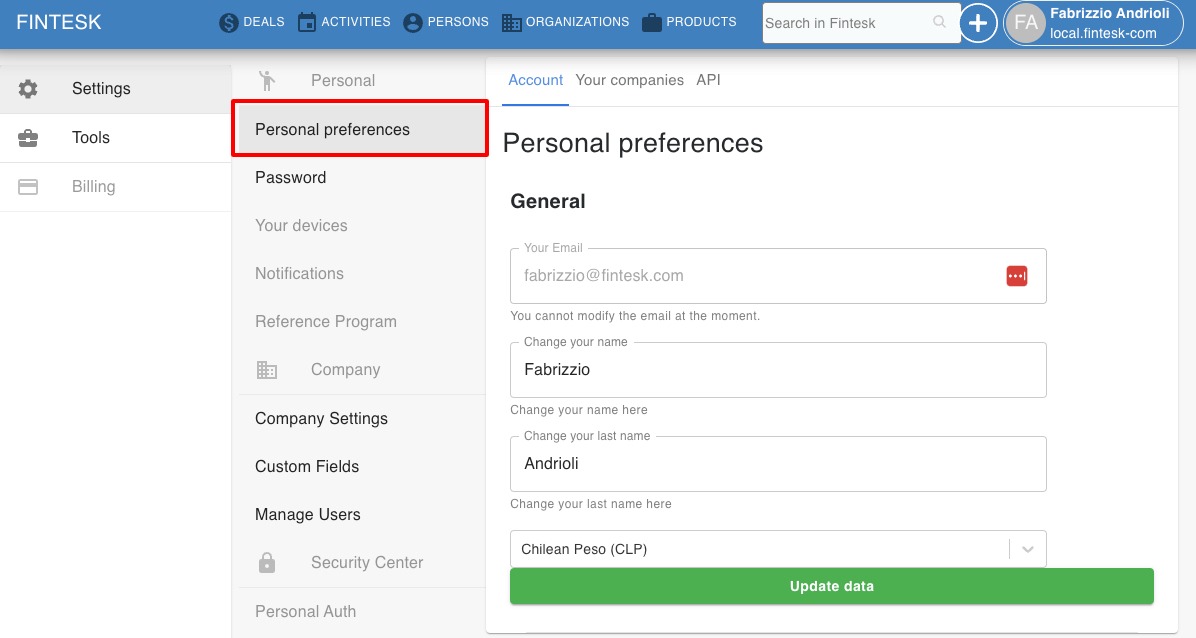 FINTESK
DEALS
ACTIVITIES
PERSONS
ORGANIZATIONS
PRODUCTS
Search in Fintesk
FA
Fabrizzio Andrioli
local.fintesk-com
Settings
Tools
Billing
Personal
Personal preferences
Password
Your devices
Notifications
Reference Program
Company
Company Settings
Custom Fields
Manage Users
Security Center
Personal Auth
Account
Your companies
API
Personal preferences
General
Your Email
fabrizzio@fintesk.com
You cannot modify the email at the moment.
Change your name
Fabrizzio
Change your name here
Change your last name
Andrioli
Change your last name here
Chilean Peso (CLP)
Update data